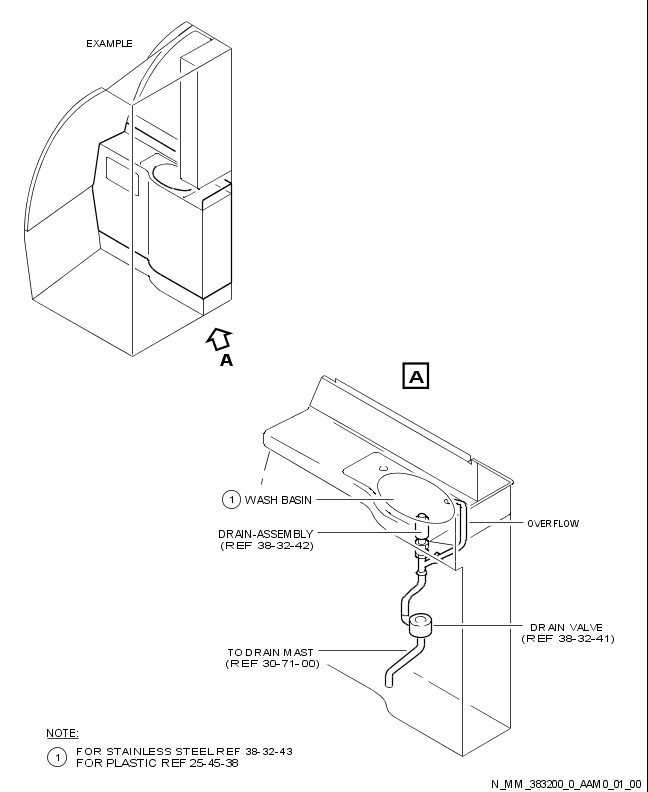 EXAMPLE
A
A
1 WASH BASIN
DRAIN-ASSEMBLY
(REF 38-32-42)
OVERFLOW
DRAIN VALVE
(REF 38-32-41)
TO DRAIN MAST
(REF 30-71-00)
NOTE:
1 FOR STAINLESS STEEL REF 38-32-43
FOR PLASTIC REF 25-45-38
N_MM_383200_0_AAM0_01_00